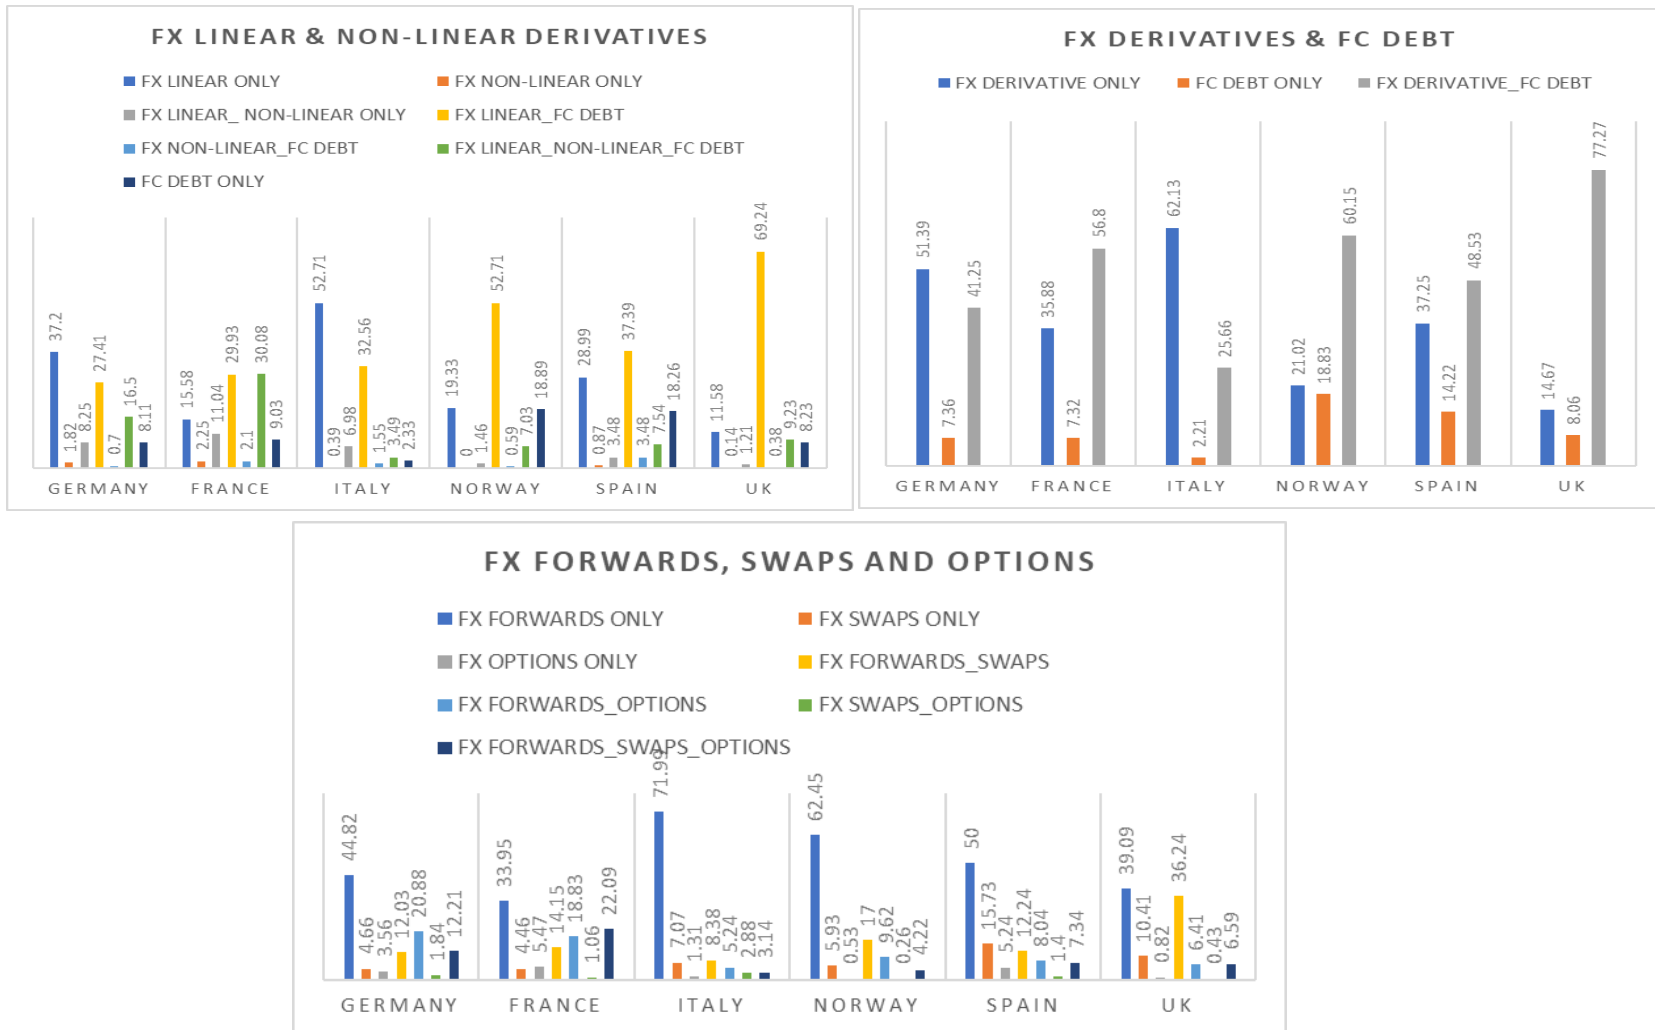 FX LINEAR & NON-LINEAR DERIVATIVES
FX LINEAR ONLY
FX NON-LINEAR ONLY
FX LINEAR_ NON-LINEAR ONLY
FX LINEAR_FC DEBT
FX NON-LINEAR_FC DEBT
FX LINEAR_NON-LINEAR_FC DEBT
FC DEBT ONLY
37.2
1.82
8.25
27.41
0.7
16.5
8.11
15.58
2.25
11.04
29.93
2.1
30.08
9.03
52.71
0.39
6.98
32.56
1.55
3.49
2.33
19.33
0
1.46
52.71
0.59
7.03
18.89
28.99
0.87
3.48
37.39
3.48
7.54
18.26
11.58
0.14
1.21
69.24
0.38
9.23
8.23
GERMANY
FRANCE
ITALY
NORWAY
SPAIN
UK
FX DERIVATIVES & FC DEBT
FX DERIVATIVE ONLY
FC DEBT ONLY
FX DERIVATIVE_FC DEBT
51.39
7.36
41.25
35.88
7.32
56.8
62.13
2.21
25.66
21.02
18.83
60.15
37.25
14.22
48.53
14.67
8.06
77.27
GERMANY
FRANCE
ITALY
NORWAY
SPAIN
UK
FX FORWARDS, SWAPS AND OPTIONS
FX FORWARDS ONLY
FX SWAPS ONLY
FX OPTIONS ONLY
FX FORWARDS_SWAPS
FX FORWARDS_OPTIONS
FX SWAPS_OPTIONS
FX FORWARDS_SWAPS_OPTIONS
44.82
4.66
3.56
12.03
20.88
1.84
12.21
33.95
4.46
5.47
14.15
18.83
1.06
22.09
71.99
7.07
1.31
8.38
5.24
2.88
3.14
62.45
5.93
0.53
17
9.62
0.26
4.22
50
15.73
5.24
12.24
8.04
1.4
7.34
39.09
10.41
0.82
36.24
6.41
0.43
6.59
GERMANY
FRANCE
ITALY
NORWAY
SPAIN
UK